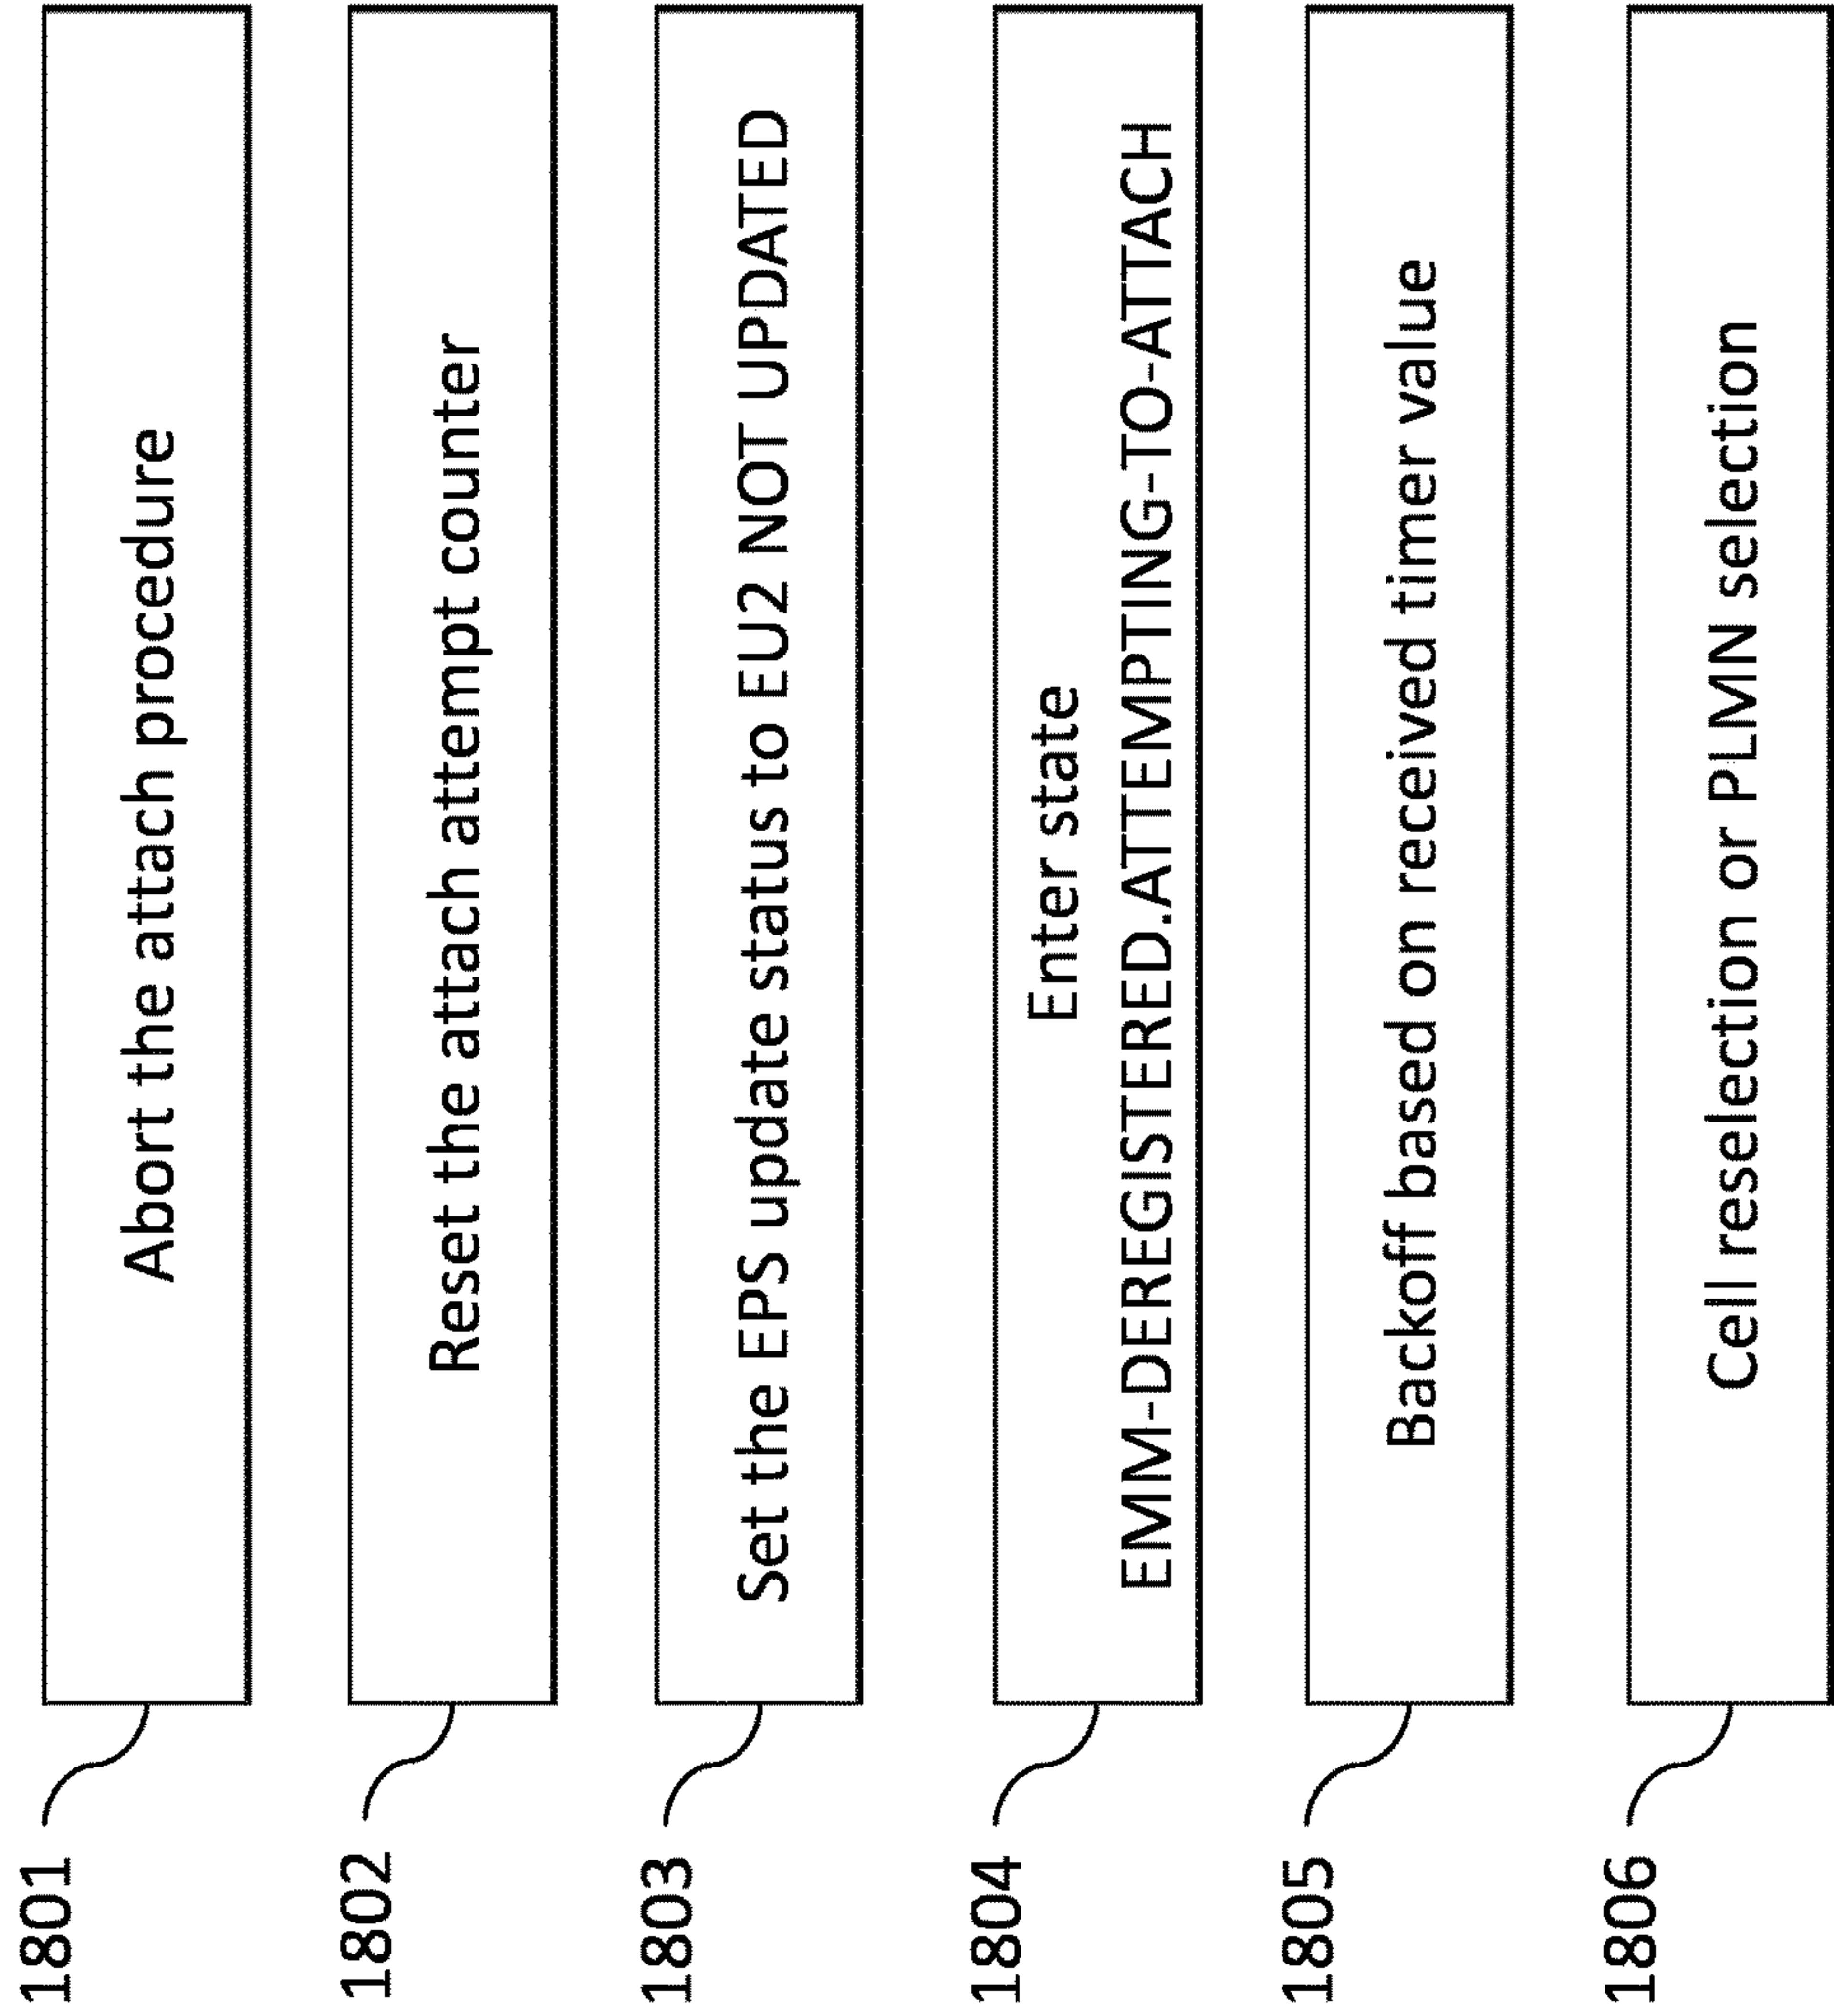 1801
Abort the attach procedure
1802
Reset the attach attempt counter
1803
Set the EPS update status to EU2 NOT UPDATED
1804
Enter state
EMM-DEREGISTERED.ATTEMPTING-TO-ATTACH
1805
Backoff based on received timer value
1806
Cell reselection or PLMN selection